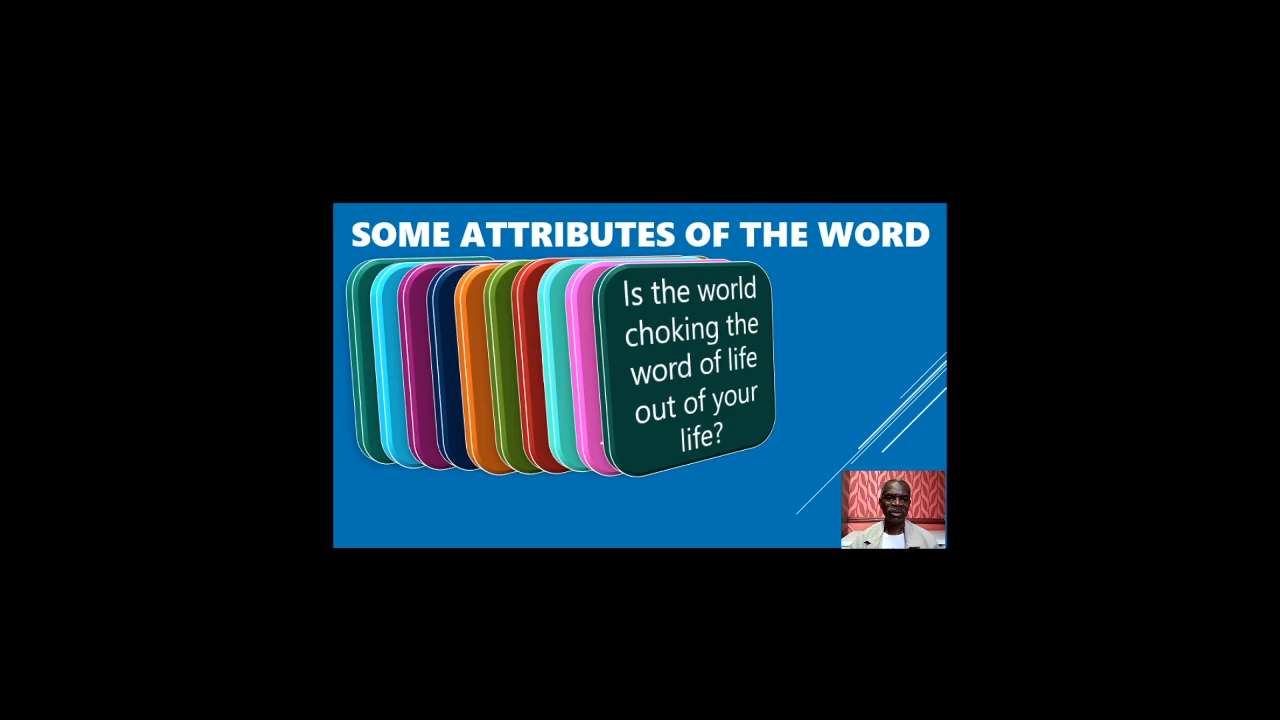 SOME ATTRIBUTES OF THE WORD
Is the world
choking the
word of life
out of your
life?